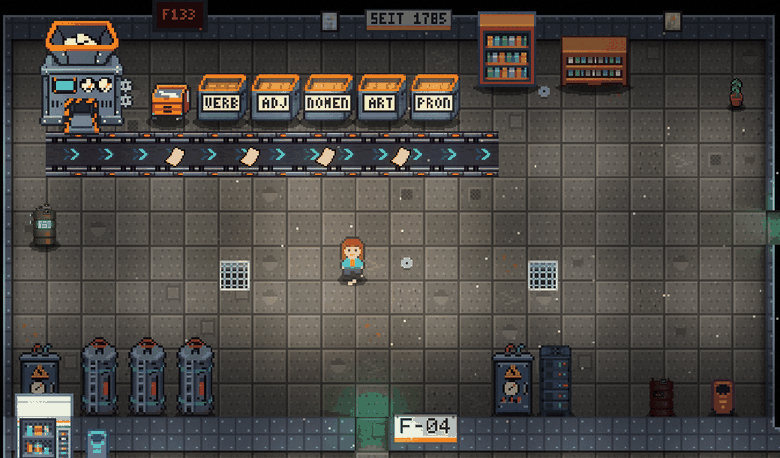 F133
SEIT 1785
VERB
ADJ
NOMEN
ART
PRON
F-04